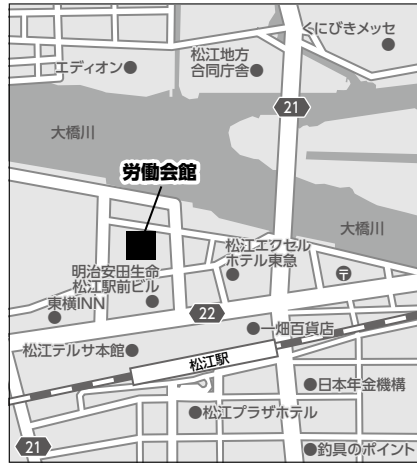 くにびきメッセ
松江地方
合同庁舎
エディオン
21
大橋川
労働会館
大橋川
松江エクセル
ホテル東急
明治安田生命
松江駅前ビル
東横INN
22
一畑百貨店
松江テルサ本館
松江駅
日本年金機構
松江プラザホテル
21
釣具のポイント